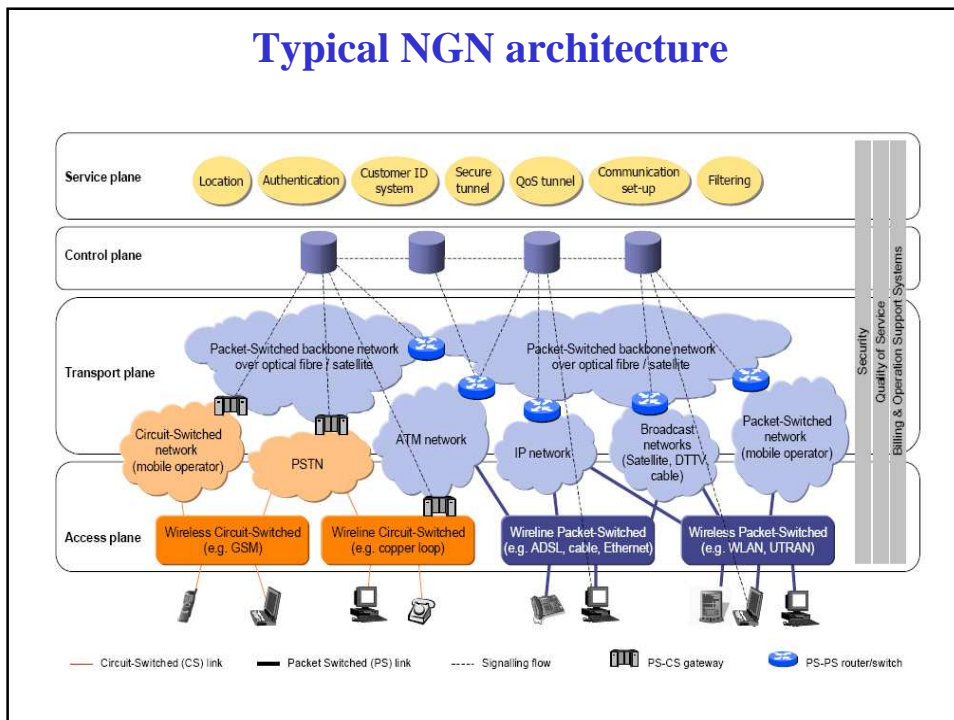 Typical NGN architecture
Service plane
Location
Authentication
Customer ID
system
Secure
tunnel
QoS tunnel
Communication
set-up
Filtering
Control plane
Transport plane
Packet-Switched backbone network
over optical fibre / satellite
Packet-Switched backbone network
over optical fibre / satellite
Circuit-Switched
network
(mobile operator)
PSTN
ATM network
IP network
Broadcast
networks
(Satellite, DTTV,
cable)
Packet-Switched
network
(mobile operator)
Access plane
Wireless Circuit-Switched
(e.g. GSM)
Wireline Circuit-Switched
(e.g. copper loop)
Wireline Packet-Switched
(e.g. ADSL, cable, Ethernet)
Wireless Packet-Switched
(e.g. WLAN, UTRAN)
Security
Quality of Service
Billing & Operation Support Systems
Circuit-Switched (CS) link
Packet Switched (PS) link
Signalling flow
PS-CS gateway
PS-PS router/switch